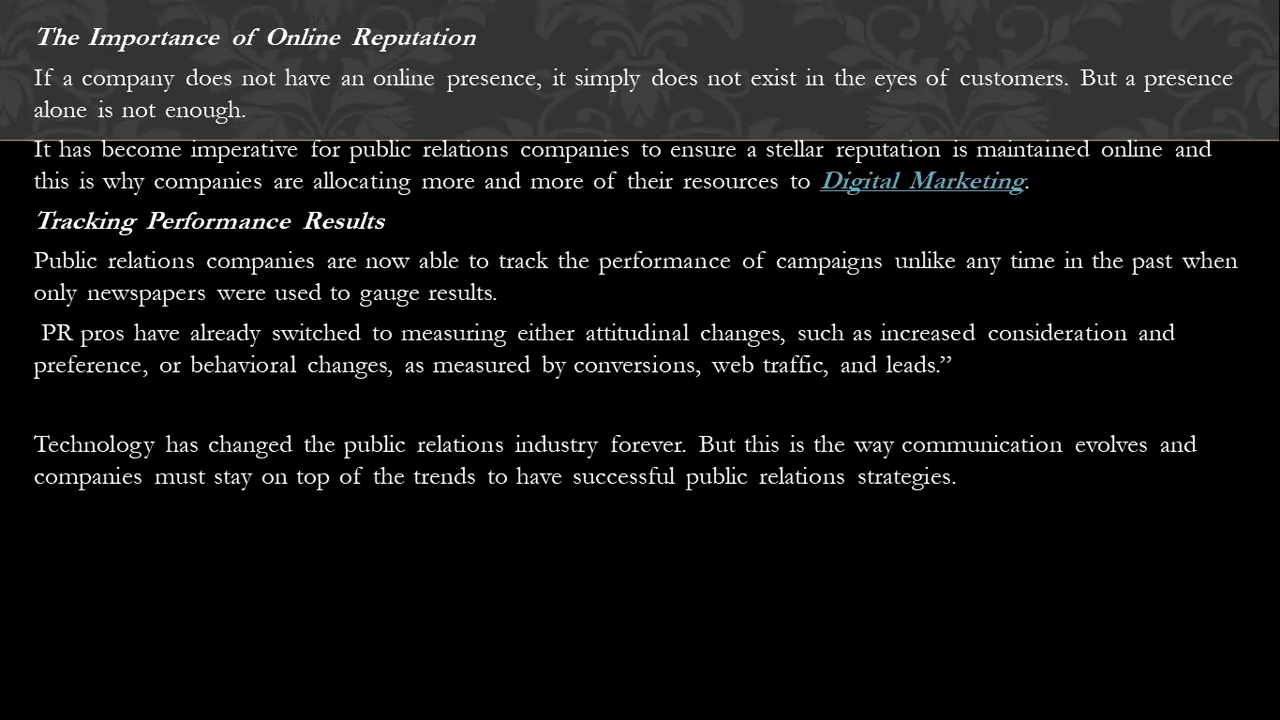 The Importance of Online Reputation
If a company does not have an online presence, it simply does not exist in the eyes of customers. But a presence
alone is not enough.
It has become imperative for public relations companies to ensure a stellar reputation is maintained online and
this is why companies are allocating more and more of their resources to Digital Marketing.
Tracking Performance Results
Public relations companies are now able to track the performance of campaigns unlike any time in the past when
only newspapers were used to gauge results.
PR pros have already switched to measuring either attitudinal changes, such as increased consideration and
preference, or behavioral changes, as measured by conversions, web traffic, and leads.”
Technology has changed the public relations industry forever. But this is the way communication evolves and
companies must stay on top of the trends to have successful public relations strategies.